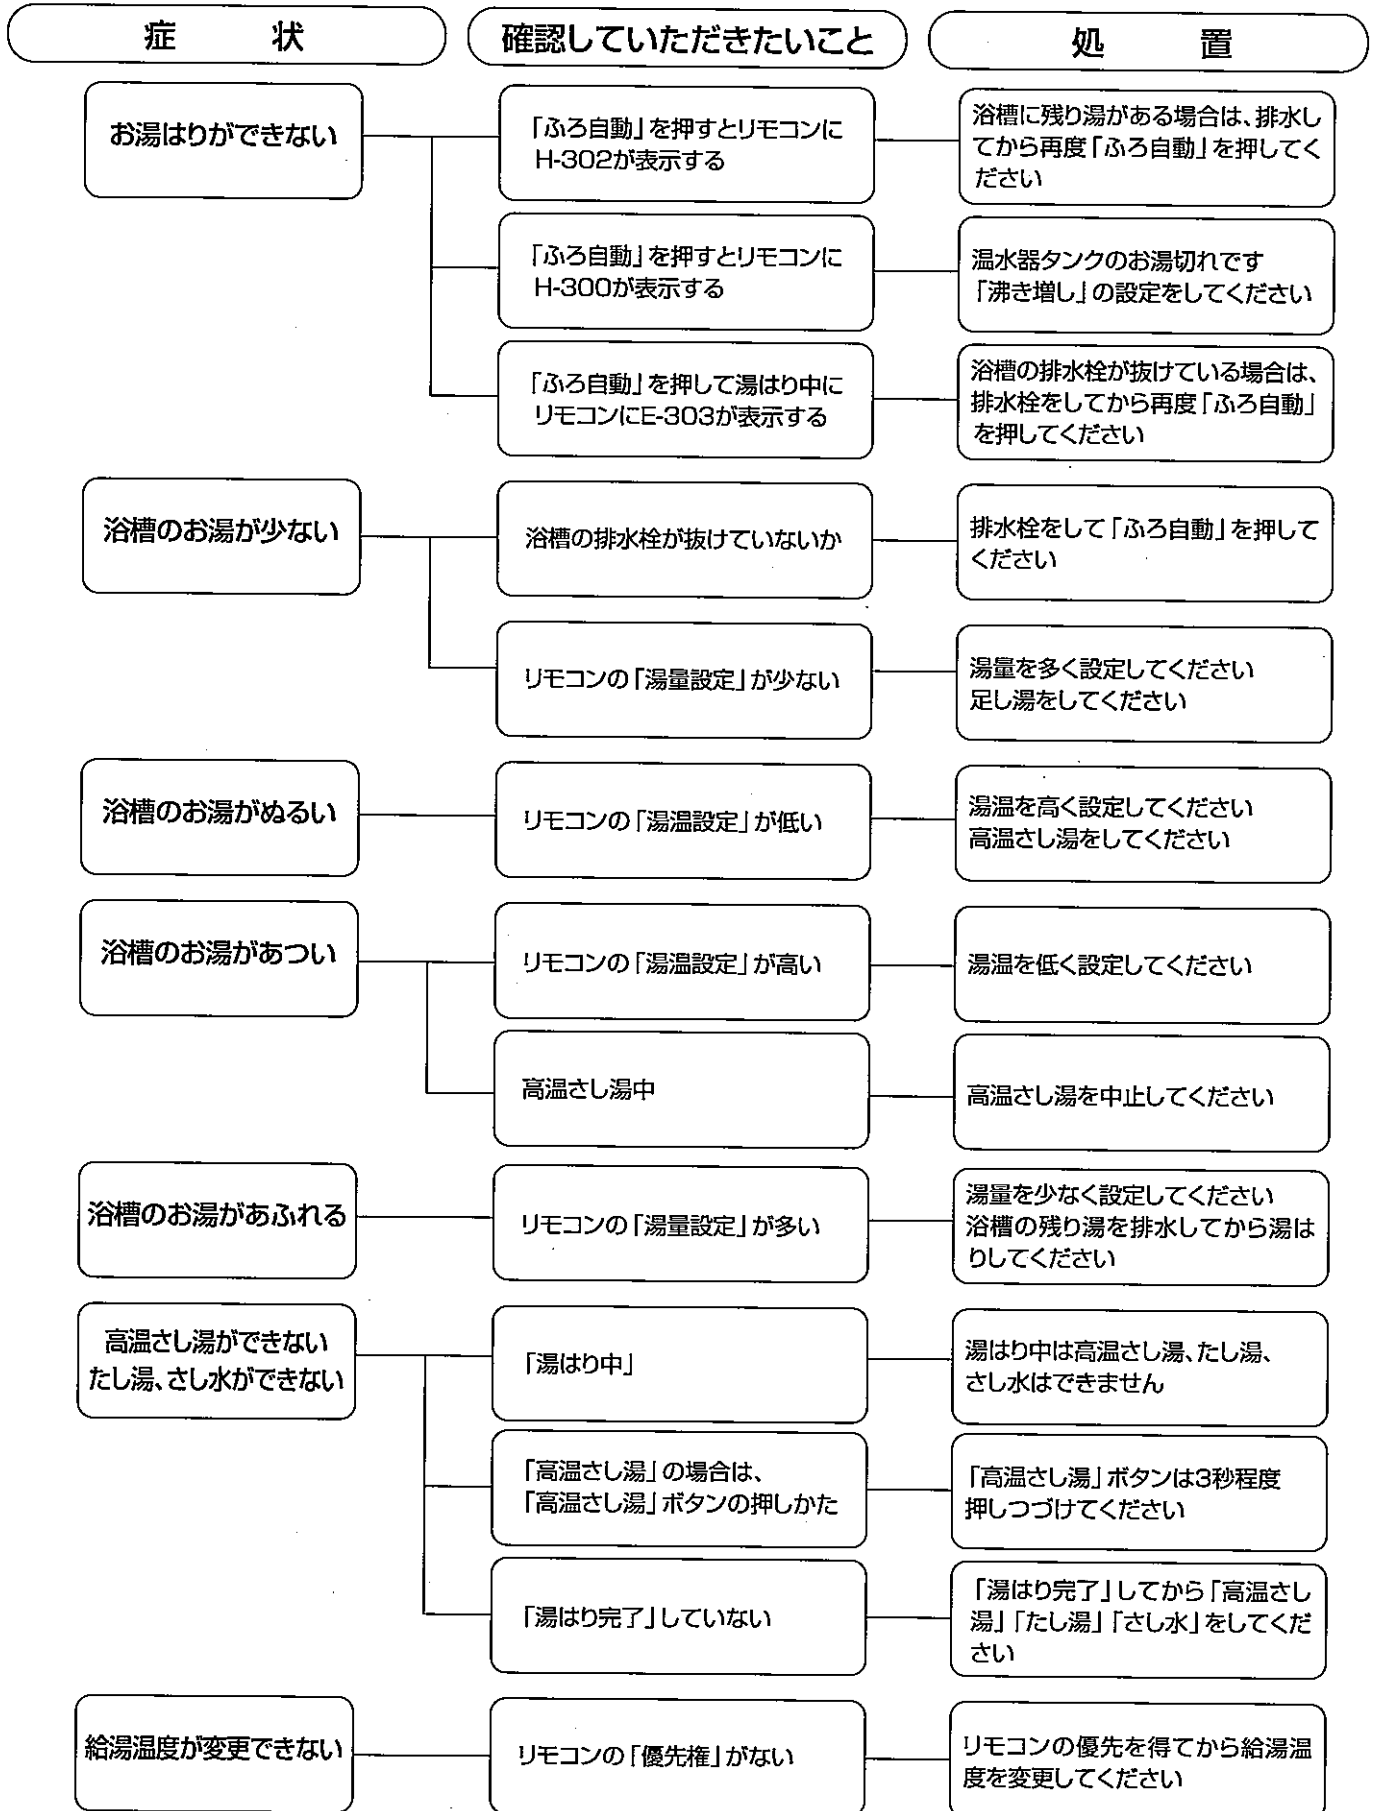 症 状
確認していただきたいこと
処 置
お湯はりができない
「ふろ自動」を押すとリモコンに
H-302が表示する
浴槽に残り湯がある場合は、排水し
てから再度「ふろ自動」を押してく
ださい
「ふろ自動」を押すとリモコンに
H-300が表示する
温水器タンクのお湯切れです
「沸き増し」の設定をしてください
「ふろ自動」を押して湯はり中に
リモコンにE-303が表示する
浴槽の排水栓が抜けている場合は、
排水栓をしてから再度「ふろ自動」
を押してください
浴槽のお湯が少ない
浴槽の排水栓が抜けていないか
排水栓をして「ふろ自動」を押して
ください
リモコンの「湯量設定」が少ない
湯量を多く設定してください
足し湯をしてください
浴槽のお湯がぬるい
リモコンの「湯温設定」が低い
湯温を高く設定してください
高温さし湯をしてください
浴槽のお湯があつい
リモコンの「湯温設定」が高い
湯温を低く設定してください
高温さし湯中
高温さし湯を中止してください
浴槽のお湯があふれる
リモコンの「湯量設定」が多い
湯量を少なく設定してください
浴槽の残り湯を排水してから湯は
りしてください
高温さし湯ができない
たし湯、さし水ができない
「湯はり中」
湯はり中は高温さし湯、たし湯、
さし水はできません
「高温さし湯」の場合は、
「高温さし湯」ボタンの押しかた
「高温さし湯」ボタンは3秒程度
押しつづけてください
「湯はり完了」していない
「湯はり完了」してから「高温さし
湯」「たし湯」「さし水」をしてくだ
さい
給湯温度が変更できない
リモコンの「優先権」がない
リモコンの優先を得てから給湯温
度を変更してください